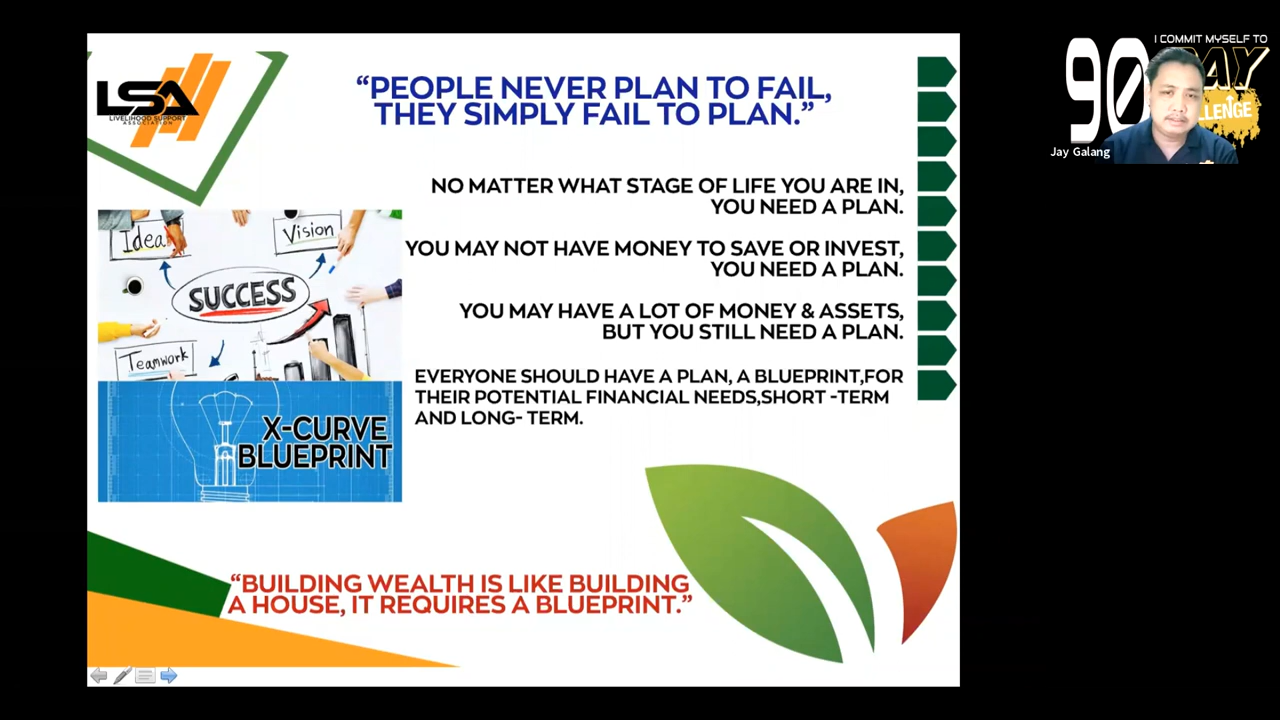 LSA
LIVELIHOOD SUPPORT
ASSOCIATION
“PEOPLE NEVER PLAN TO FAIL,
THEY SIMPLY FAIL TO PLAN.”
NO MATTER WHAT STAGE OF LIFE YOU ARE IN,
YOU NEED A PLAN.
YOU MAY NOT HAVE MONEY TO SAVE OR INVEST,
YOU NEED A PLAN.
YOU MAY HAVE A LOT OF MONEY & ASSETS,
BUT YOU STILL NEED A PLAN.
EVERYONE SHOULD HAVE A PLAN, A BLUEPRINT,FOR
THEIR POTENTIAL FINANCIAL NEEDS,SHORT -TERM
AND LONG- TERM.
Idea
Vision
SUCCESS
Teamwork
X-CURVE
BLUEPRINT
“BUILDING WEALTH IS LIKE BUILDING
A HOUSE, IT REQUIRES A BLUEPRINT.”
I COMMIT MYSELF TO
90
Jay Galang